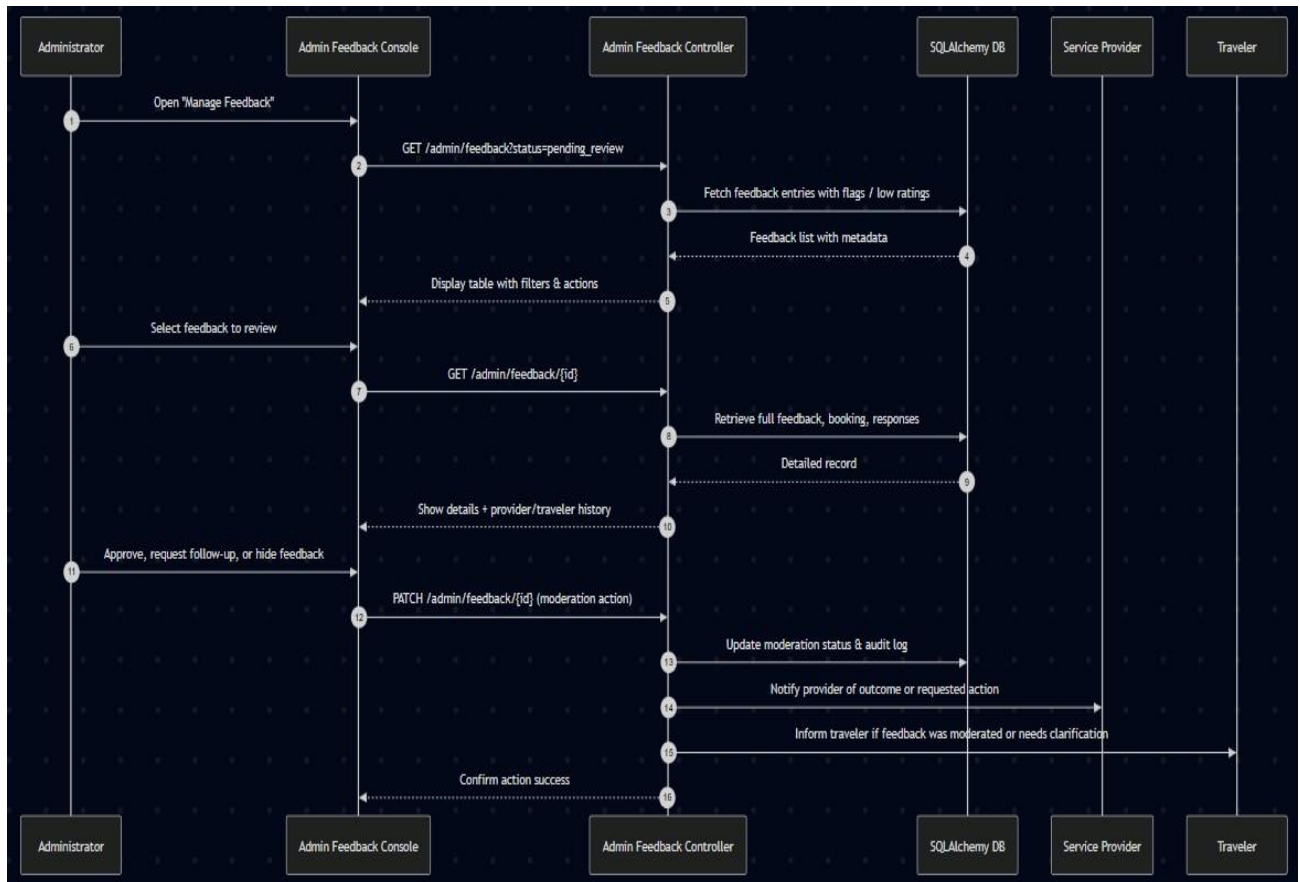 Administrator
Admin Feedback Console
Admin Feedback Controller
SQLAlchemy DB
Service Provider
Traveler
Open "Manage Feedback"
1
GET /admin/feedback?status=pending_review
2
Fetch feedback entries with flags / low ratings
3
Feedback list with metadata
4
Display table with filters & actions
5
Select feedback to review
6
GET /admin/feedback/{id}
7
Retrieve full feedback, booking, responses
8
Detailed record
9
Show details + provider/traveler history
10
Approve, request follow-up, or hide feedback
11
PATCH /admin/feedback/{id} (moderation action)
12
Update moderation status & audit log
13
Notify provider of outcome or requested action
14
Inform traveler if feedback was moderated or needs clarification
15
Confirm action success
16
Administrator
Admin Feedback Console
Admin Feedback Controller
SQLAlchemy DB
Service Provider
Traveler